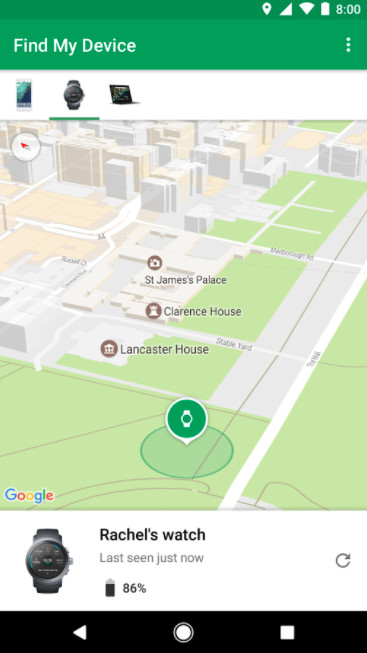 8:00
Find My Device
A4
Marlborough Rd
Russell Ct
St James's Palace
Clarence House
Stable Yard
Lancaster House
The Mall
Google
Rachel's watch
Last seen just now
86%